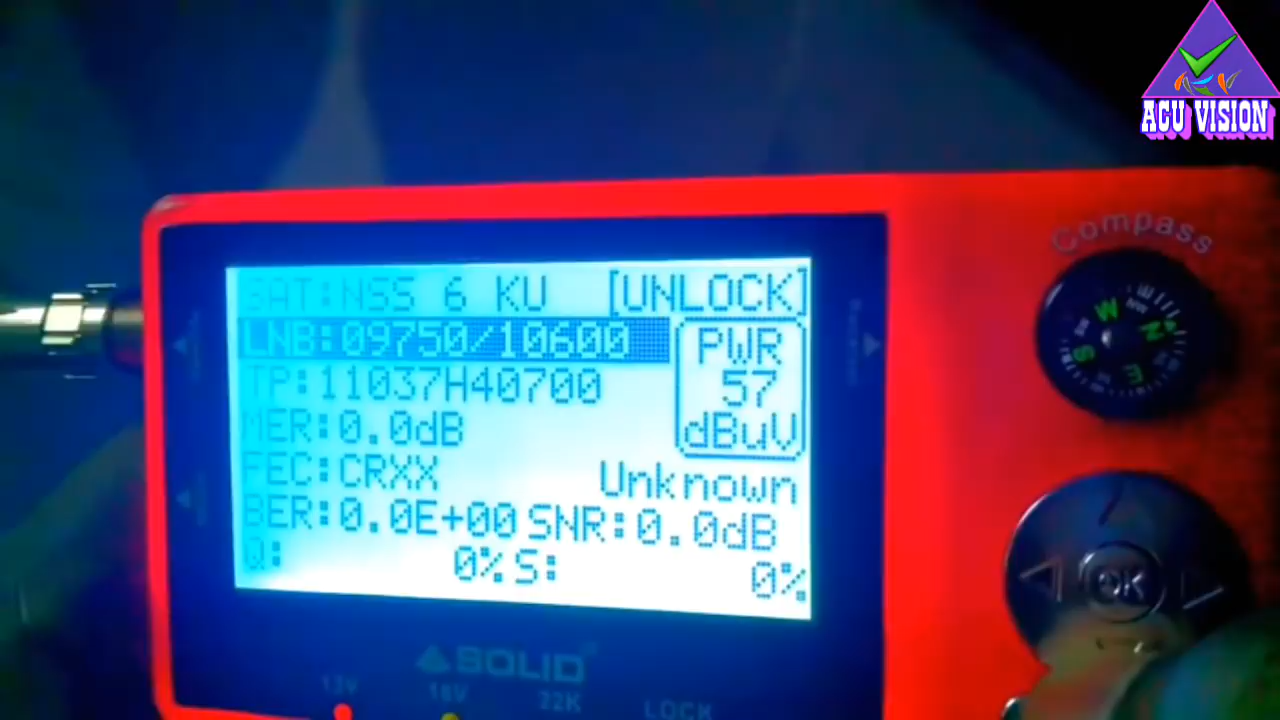 ACU VISION
Compass
SAT:NSS 6 KU [UNLOCK]
LNB:09750/10600
PWR
57
dBuV
TP:11037H40700
MER:0.0dB
FEC:CRXX Unknown
BER:0.0E+00 SNR:0.0dB
Q: 0% S: 0%
W
N
S
E
OK
SOLID
13V 18V 22K LOCK